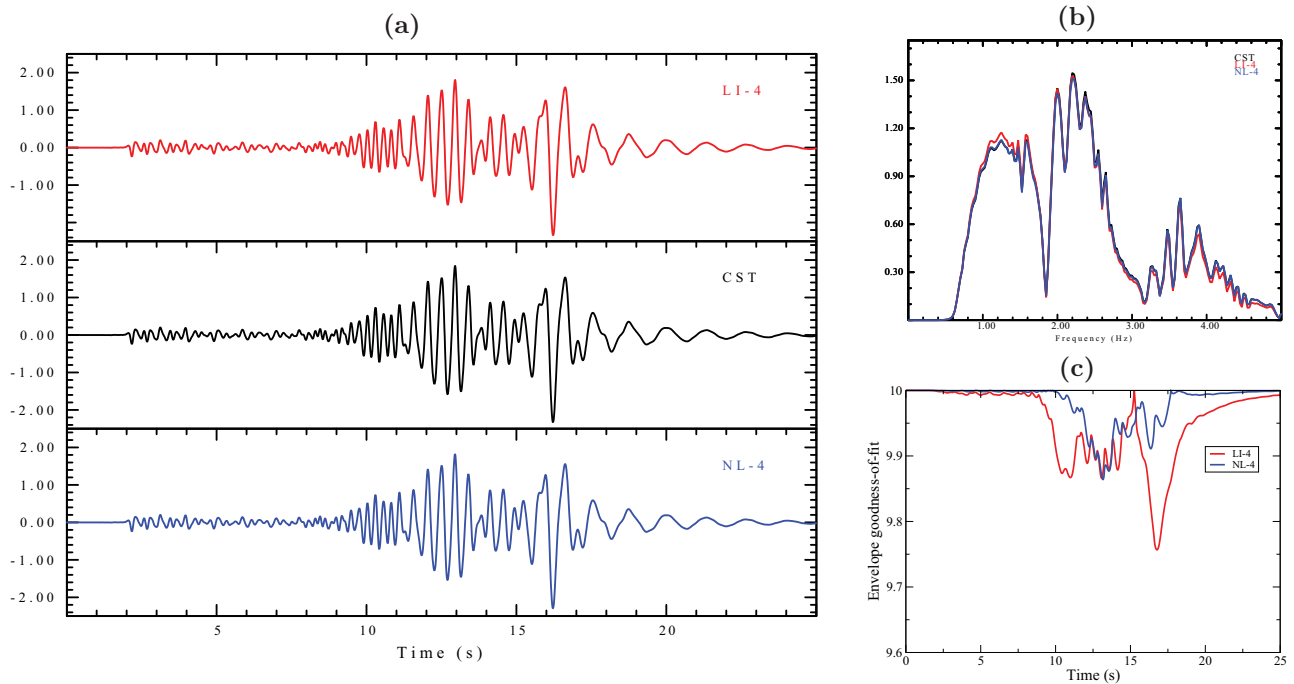 (a)
2.00
1.00
0.00
-1.00
LI-4
2.00
1.00
0.00
-1.00
-2.00
CST
2.00
1.00
0.00
-1.00
-2.00
NL-4
5 10 15 20
Time (s)
(b)
CST
LI-4
NL-4
1.50
1.20
0.90
0.60
0.30
1.00 2.00 3.00 4.00
Frequency (Hz)
(c)
10
9.9
9.8
9.7
9.6
Envelope goodness-of-fit
LI-4
NL-4
0 5 10 15 20 25
Time (s)